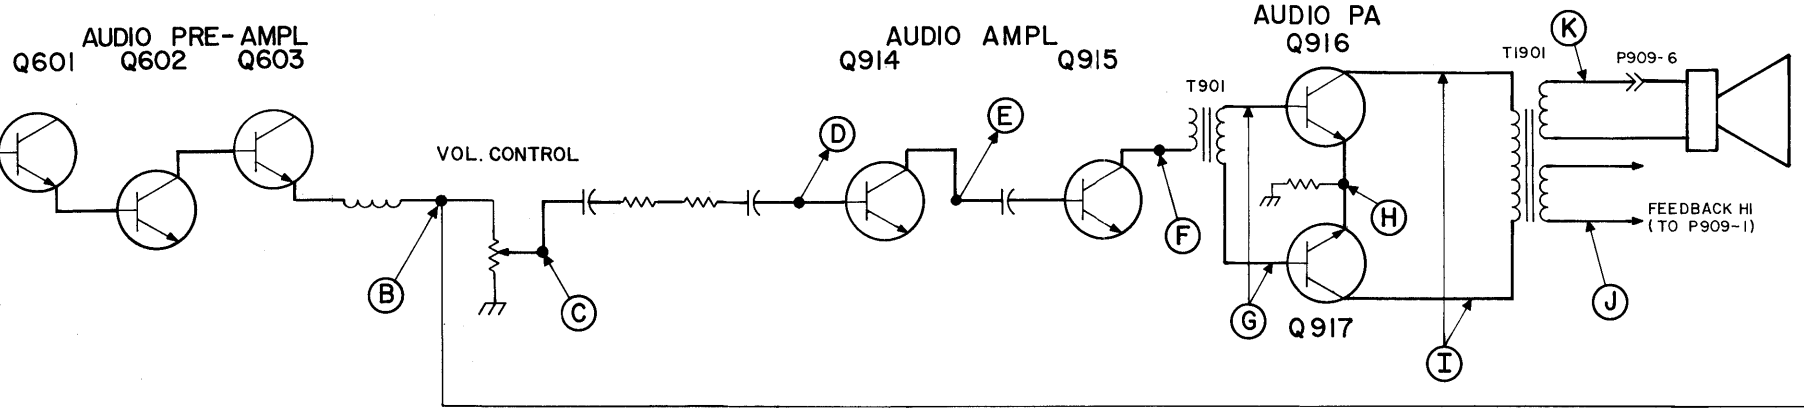 AUDIO PRE-AMPL
Q601 Q602 Q603
VOL. CONTROL
B
C
D
AUDIO AMPL
Q914 Q915
E
F
T901
G
AUDIO PA
Q916
H
Q917
I
T1901
K
P909-6
FEEDBACK HI
(TO P909-1)
J